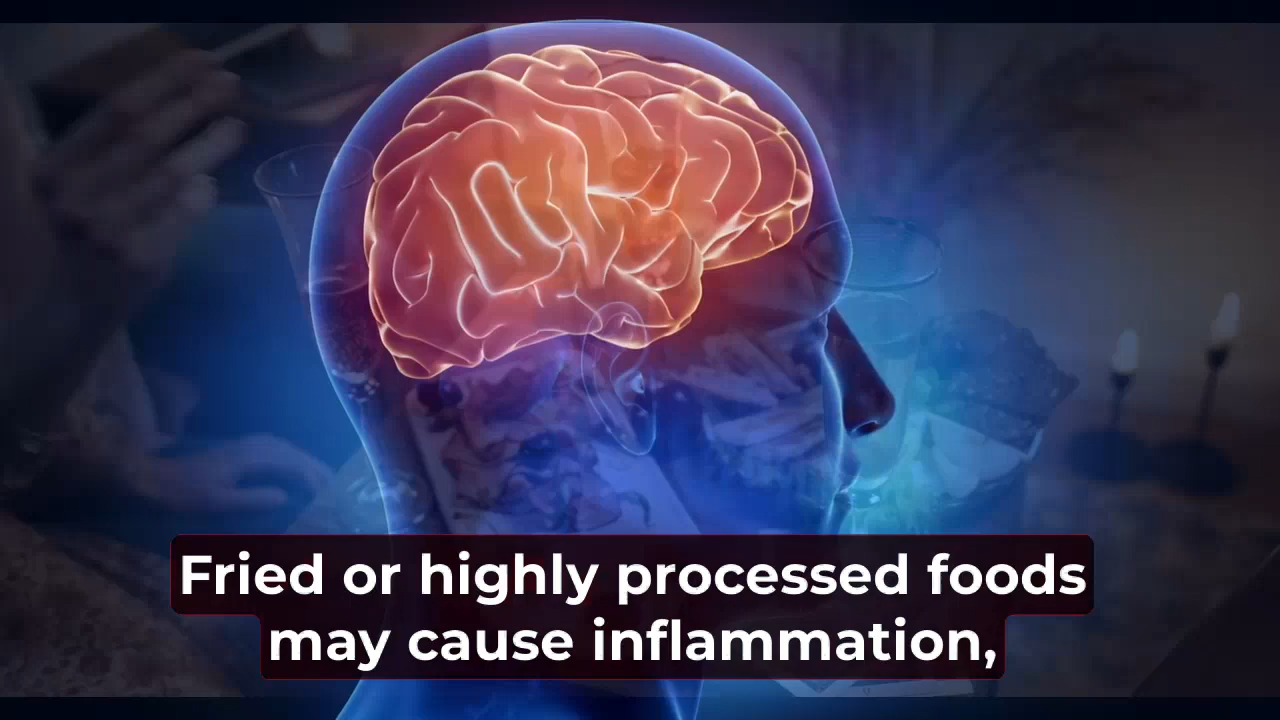 Fried or highly processed foods
may cause inflammation,